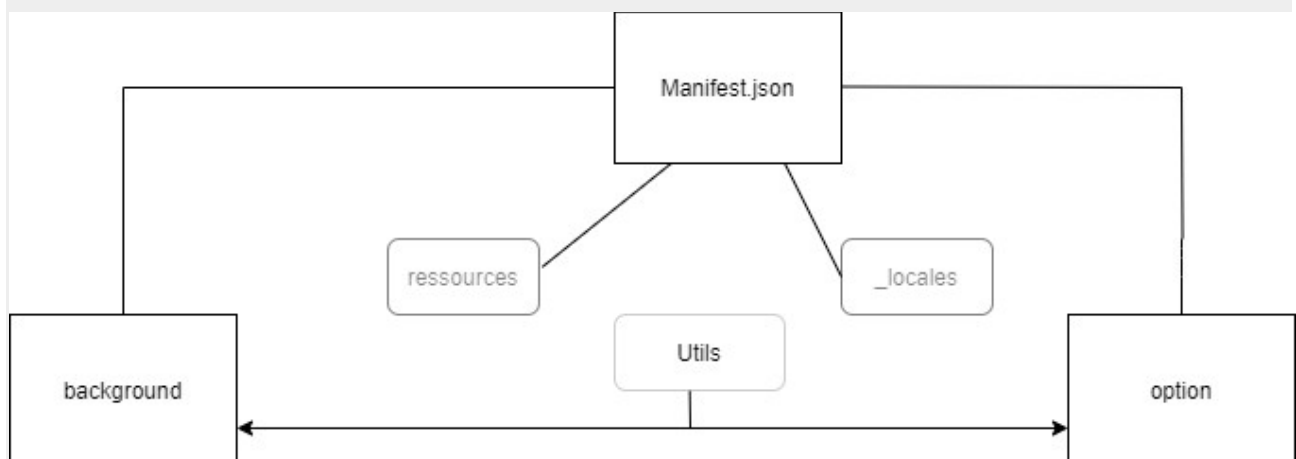 Manifest.json
ressources
_locales
Utils
background
option